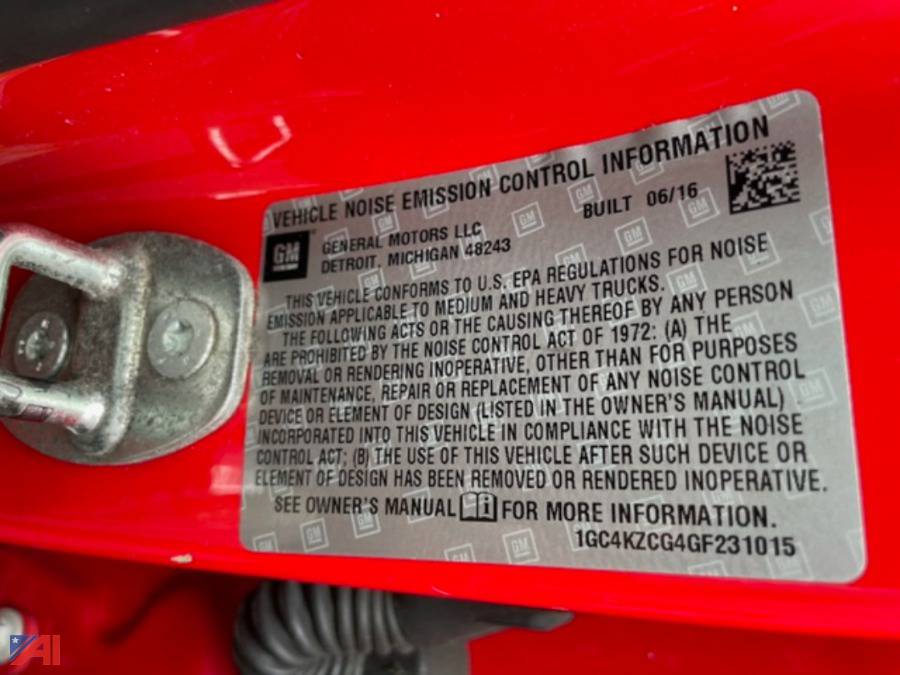 VEHICLE NOISE EMISSION CONTROL INFORMATION
GM
GENERAL MOTORS LLC
BUILT 06/16
DETROIT, MICHIGAN 48243
THIS VEHICLE CONFORMS TO U.S. EPA REGULATIONS FOR NOISE
EMISSION APPLICABLE TO MEDIUM AND HEAVY TRUCKS.
THE FOLLOWING ACTS OR THE CAUSING THEREOF BY ANY PERSON
ARE PROHIBITED BY THE NOISE CONTROL ACT OF 1972: (A) THE
REMOVAL OR RENDERING INOPERATIVE, OTHER THAN FOR PURPOSES
OF MAINTENANCE, REPAIR OR REPLACEMENT OF ANY NOISE CONTROL
DEVICE OR ELEMENT OF DESIGN (LISTED IN THE OWNER'S MANUAL)
INCORPORATED INTO THIS VEHICLE IN COMPLIANCE WITH THE NOISE
CONTROL ACT; (B) THE USE OF THIS VEHICLE AFTER SUCH DEVICE OR
ELEMENT OF DESIGN HAS BEEN REMOVED OR RENDERED INOPERATIVE.
SEE OWNER'S MANUAL FOR MORE INFORMATION.
1GC4KZCG4GF231015
AI